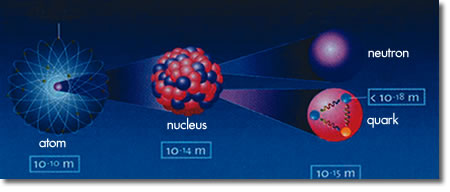 neutron
< 10-18 m
quark
nucleus
atom
10-14 m
10-10 m
10-15 m